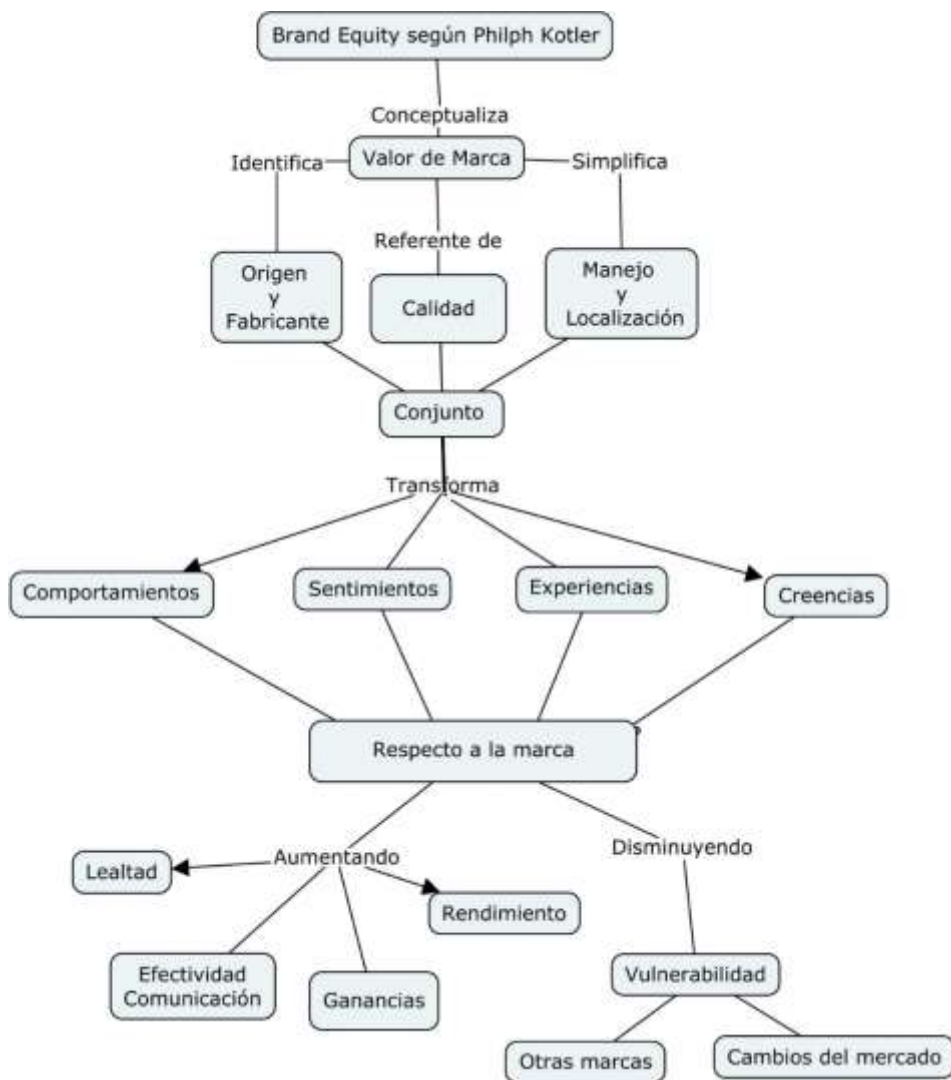 Brand Equity según Philph Kotler
Conceptualiza
Identifica
Valor de Marca
Simplifica
Referente de
Origen
y
Fabricante
Calidad
Manejo
y
Localización
Conjunto
Transforma
Comportamientos
Sentimientos
Experiencias
Creencias
Respecto a la marca
Aumentando
Disminuyendo
Lealtad
Rendimiento
Efectividad
Comunicación
Ganancias
Vulnerabilidad
Otras marcas
Cambios del mercado